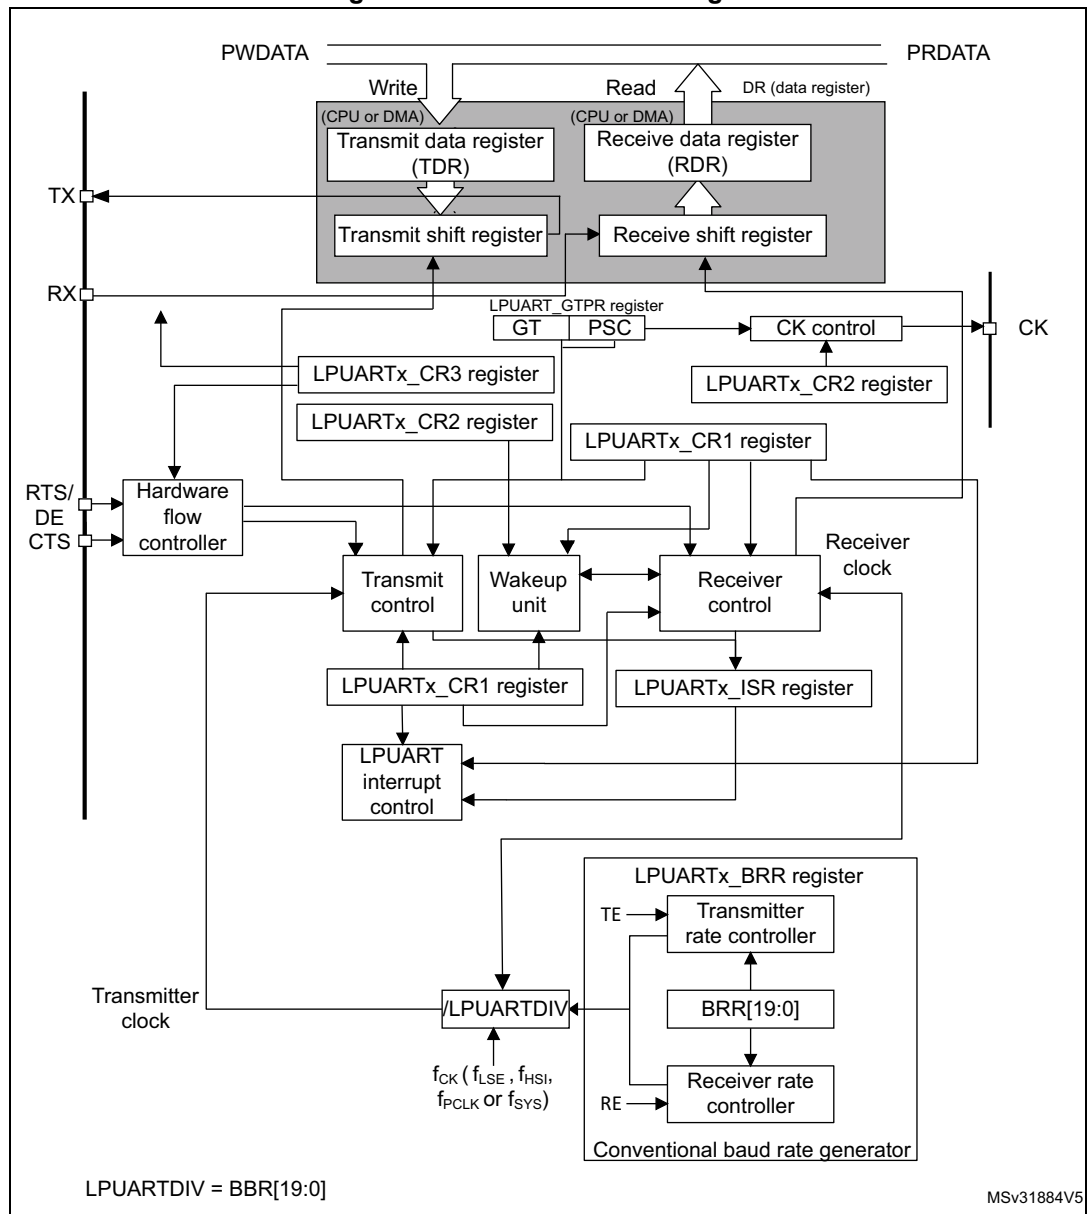 PWDATA
PRDATA
Write
Read
DR (data register)
(CPU or DMA)
(CPU or DMA)
Transmit data register
(TDR)
Receive data register
(RDR)
TX
Transmit shift register
Receive shift register
RX
LPUART_GTPR register
GT
PSC
CK control
CK
LPUARTx_CR3 register
LPUARTx_CR2 register
LPUARTx_CR2 register
LPUARTx_CR1 register
RTS/
DE
CTS
Hardware
flow
controller
Receiver
clock
Transmit
control
Wakeup
unit
Receiver
control
LPUARTx_CR1 register
LPUARTx_ISR register
LPUART
interrupt
control
LPUARTx_BRR register
TE
Transmitter
rate controller
Transmitter
clock
/LPUARTDIV
BRR[19:0]
fCK ( fLSE , fHSI,
fPCLK or fSYS)
RE
Receiver rate
controller
Conventional baud rate generator
LPUARTDIV = BBR[19:0]
MSv31884V5